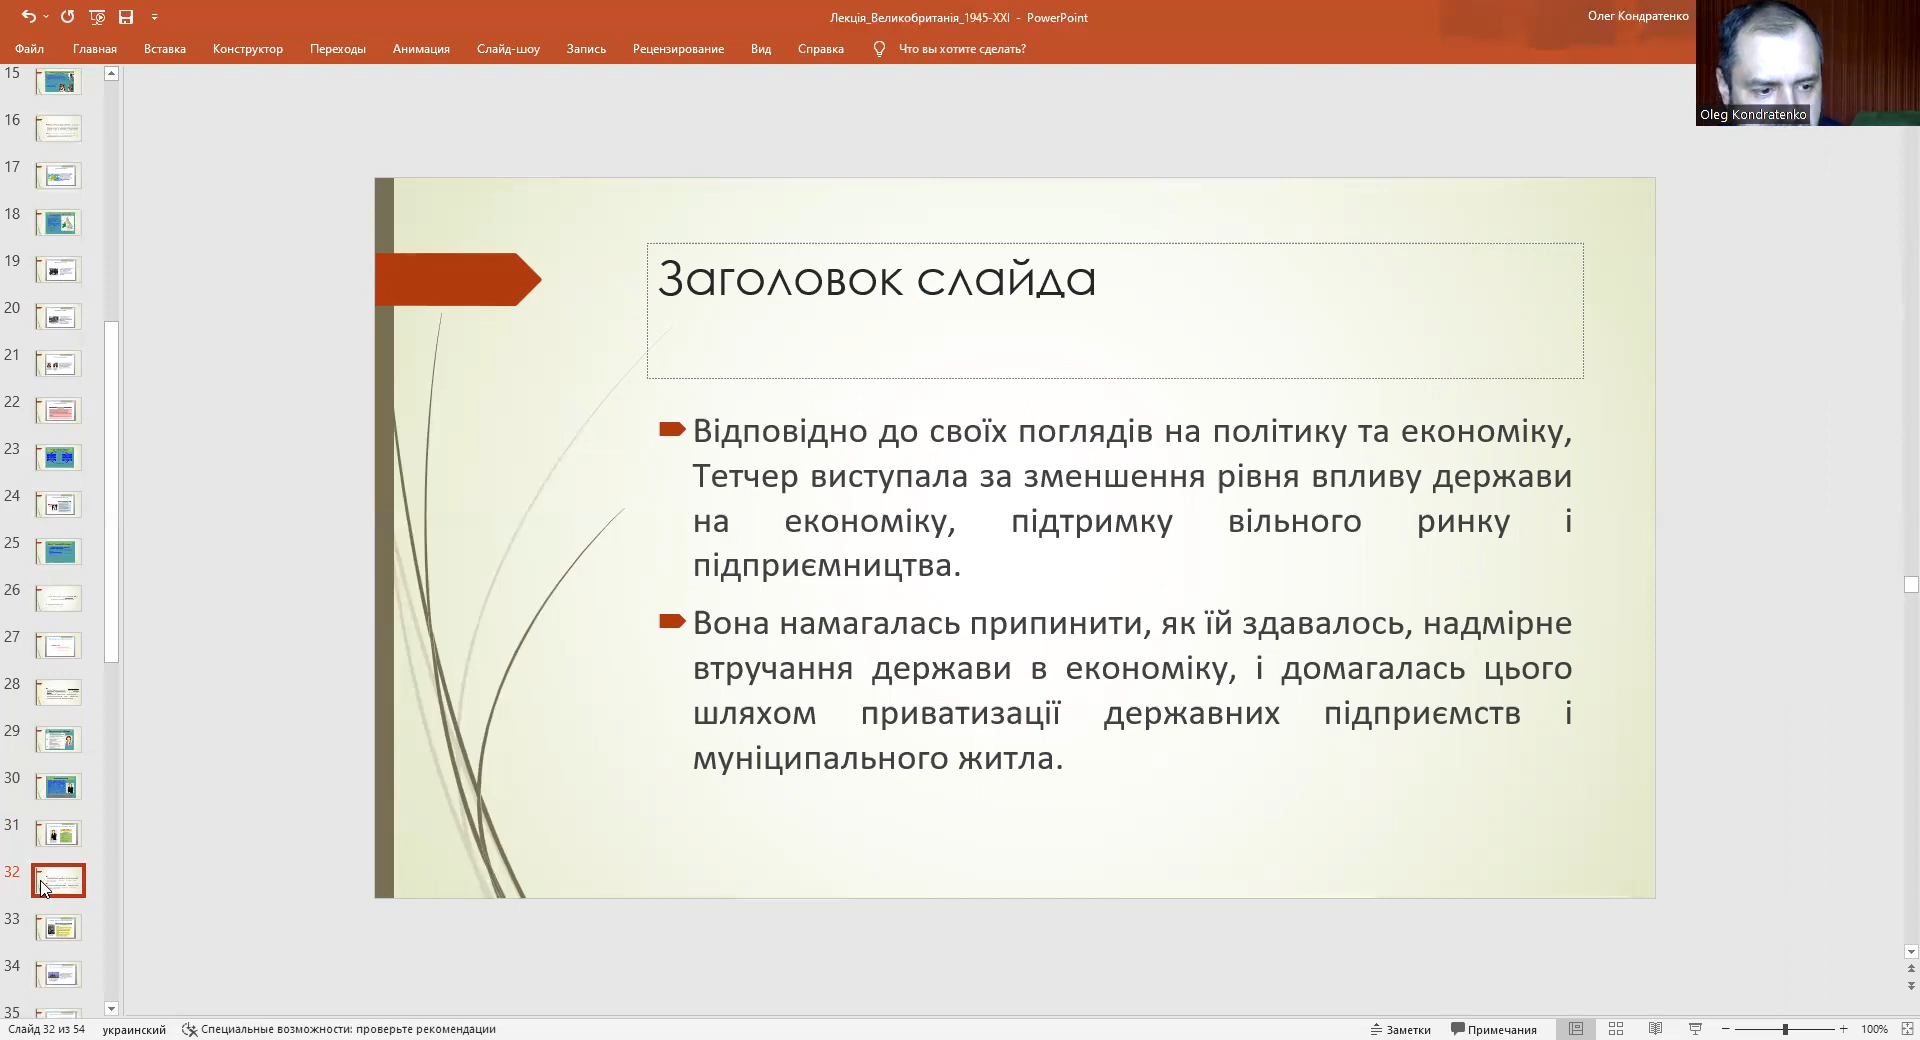 Лекція_Великобританія_1945-XXI - PowerPoint
Олег Кондратенко
Файл Главная Вставка Конструктор Переходы Анимация Слайд-шоу Запись Рецензирование Вид Справка Что вы хотите сделать?
Oleg Kondratenko
15
16
17
18
19
20
21
22
23
24
25
26
27
28
29
30
31
32
33
34
35
Заголовок слайда
Відповідно до своїх поглядів на політику та економіку,
Тетчер виступала за зменшення рівня впливу держави
на економіку, підтримку вільного ринку і
підприємництва.
Вона намагалась припинити, як їй здавалось, надмірне
втручання держави в економіку, і домагалась цього
шляхом приватизації державних підприємств і
муніципального житла.
Слайд 32 из 54 украинский Специальные возможности: проверьте рекомендации Заметки Примечания 100%